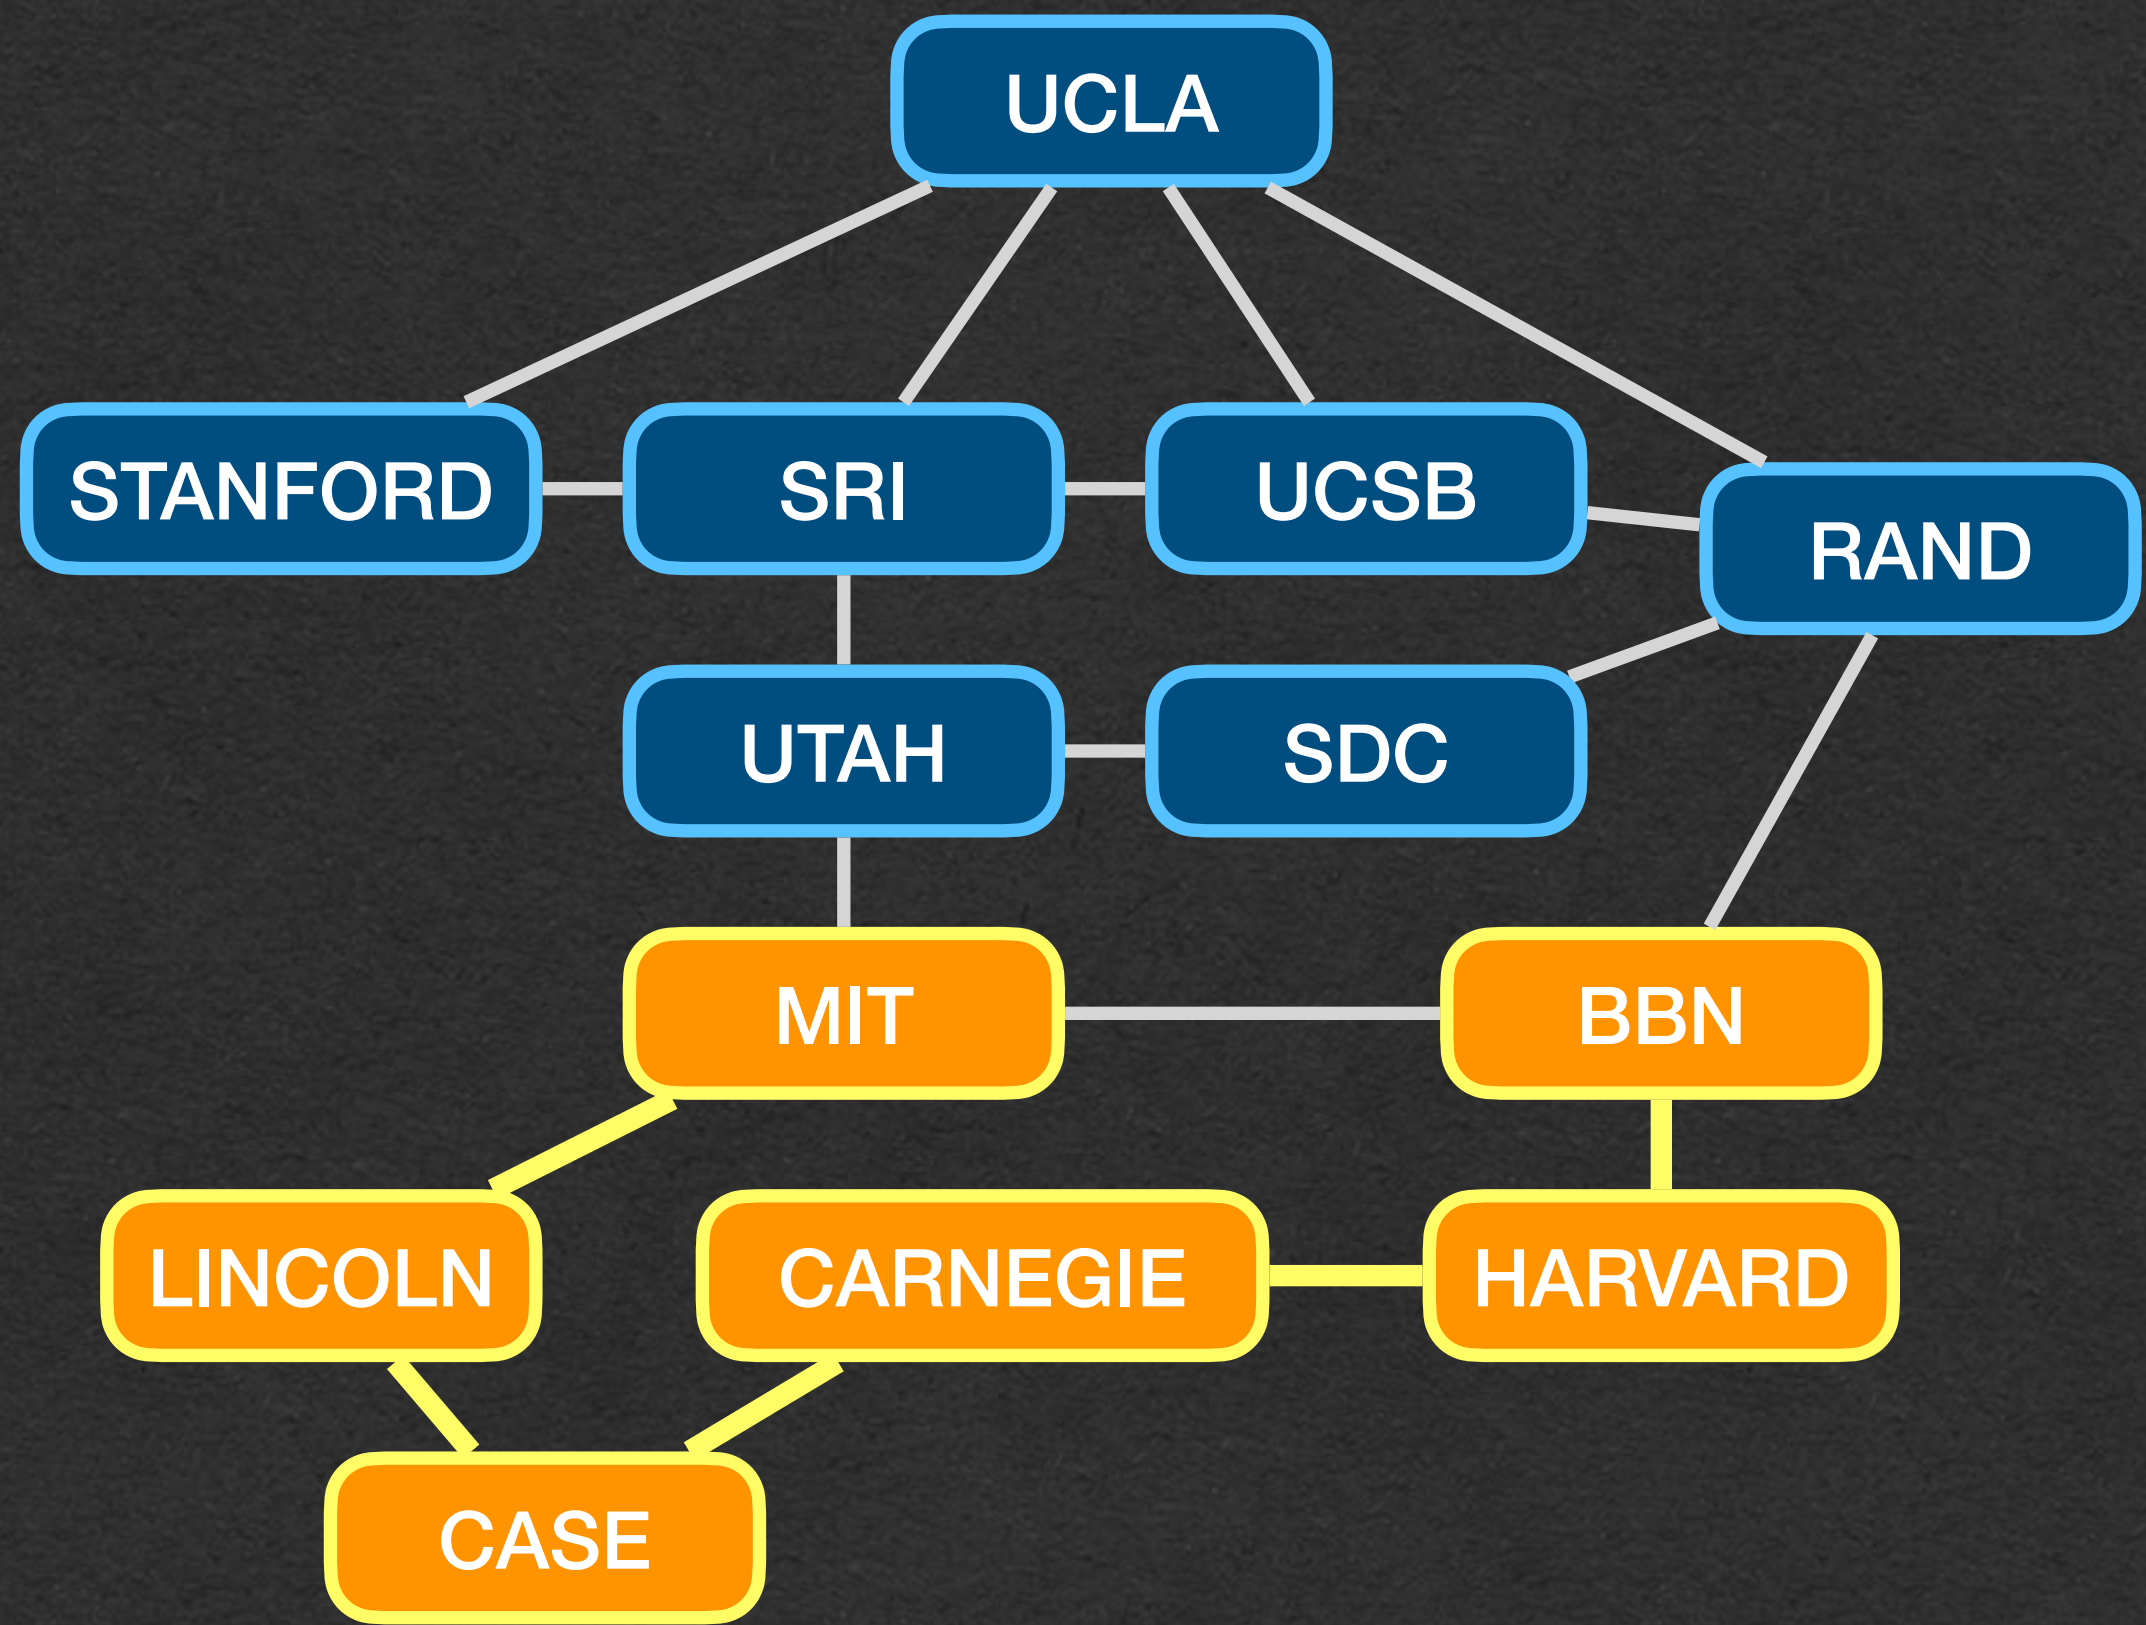 UCLA
STANFORD
SRI
UCSB
RAND
UTAH
SDC
MIT
BBN
LINCOLN
CARNEGIE
HARVARD
CASE